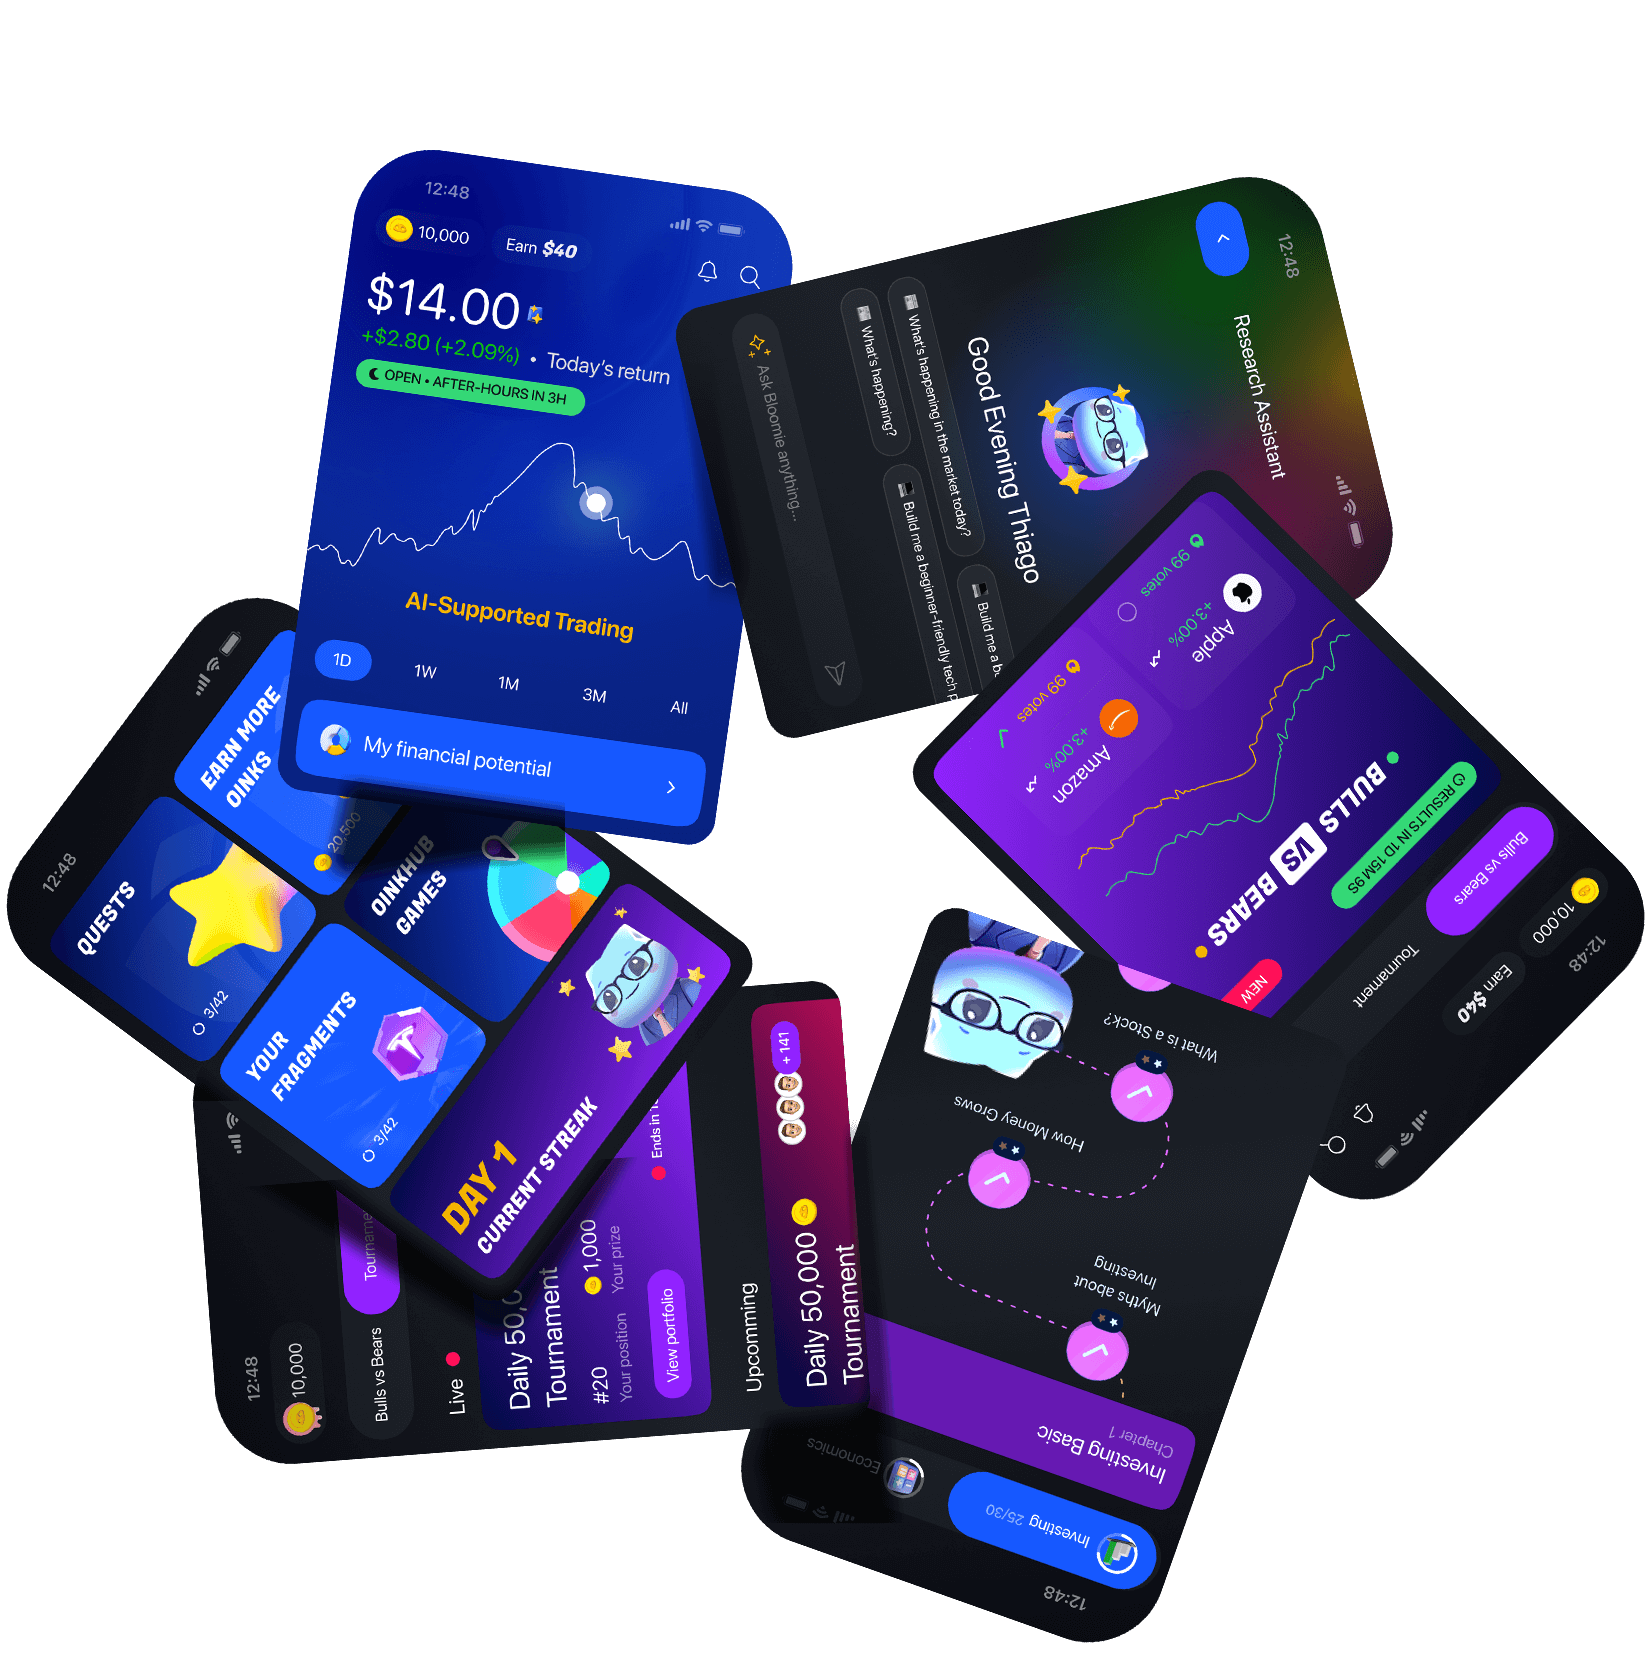 12:48
10,000
Earn $40
$14.00
+$2.80 (+2.09%) • Today's return
OPEN • AFTER-HOURS IN 3H
AI-Supported Trading
1D
1W
1M
3M
All
My financial potential
12:48
Research Assistant
Good Evening Thiago
What's happening in the market today?
Build me a
What's happening?
Build me a beginner-friendly tech
Ask Bloomie anything...
12:48
10,000
Earn $40
Bulls vs Bears
Tournament
NEW
RESULTS IN 1D 15M 9S
BULLS VS BEARS
Amazon
+3.00%
99 votes
Apple
+3.00%
99 votes
12:48
Investing 25/30
Economics
Investing Basic
Chapter 1
Myths about
Investing
How Money Grows
What is a Stock?
12:48
10,000
Bulls vs Bears
Live
Daily 50,0
Tournament
Ends in
#20
Your position
1,000
Your prize
View portfolio
Upcomming
Daily 50,000
Tournament
+ 141
12:48
QUESTS
3/42
EARN MORE
OINKS
20,500
YOUR
FRAGMENTS
3/42
OINKHUB
GAMES
DAY 1
CURRENT STREAK